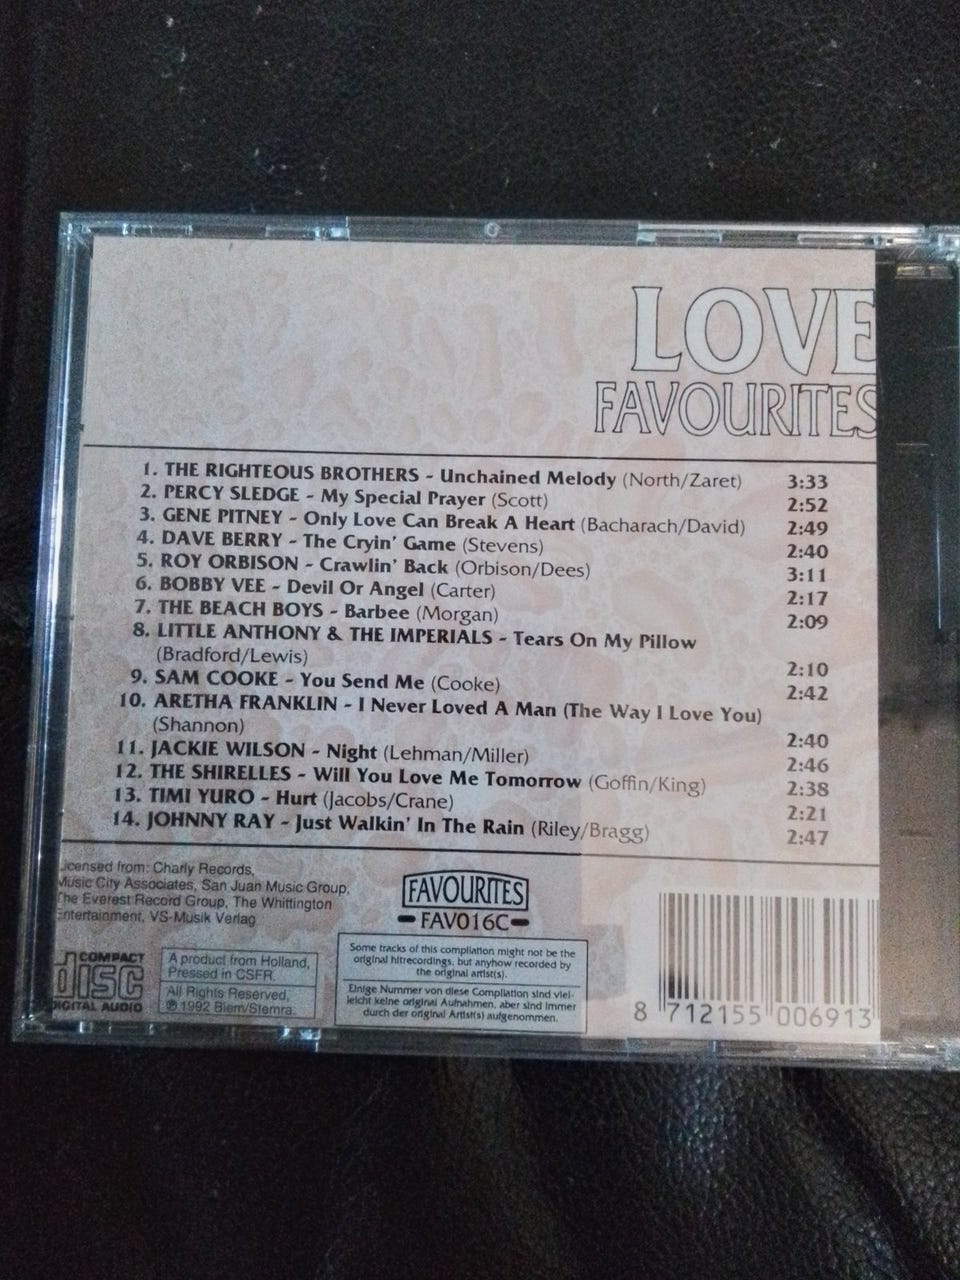 LOVE
FAVOURITES
1. THE RIGHTEOUS BROTHERS - Unchained Melody (North/Zaret) 3:33
2. PERCY SLEDGE - My Special Prayer (Scott) 2:52
3. GENE PITNEY - Only Love Can Break A Heart (Bacharach/David) 2:49
4. DAVE BERRY - The Cryin' Game (Stevens) 2:40
5. ROY ORBISON - Crawlin' Back (Orbison/Dees) 3:11
6. BOBBY VEE - Devil Or Angel (Carter) 2:17
7. THE BEACH BOYS - Barbee (Morgan) 2:09
8. LITTLE ANTHONY & THE IMPERIALS - Tears On My Pillow
(Bradford/Lewis) 2:10
9. SAM COOKE - You Send Me (Cooke) 2:42
10. ARETHA FRANKLIN - I Never Loved A Man (The Way I Love You)
(Shannon) 2:40
11. JACKIE WILSON - Night (Lehman/Miller) 2:46
12. THE SHIRELLES - Will You Love Me Tomorrow (Goffin/King) 2:38
13. TIMI YURO - Hurt (Jacobs/Crane) 2:21
14. JOHNNY RAY - Just Walkin' In The Rain (Riley/Bragg) 2:47
Licensed from: Charly Records,
Music City Associates, San Juan Music Group,
The Everest Record Group, The Whittington
Entertainment, VS-Musik Verlag
FAVOURITES
FAV016C
COMPACT
disc
DIGITAL AUDIO
A product from Holland,
Pressed in CSFR.
All Rights Reserved,
℗ 1992 Biem/Stemra.
Some tracks of this compilation might not be the
original hitrecordings, but anyhow recorded by
the original artist(s).
Einige Nummer von diese Compilation sind viel-
leicht keine original Aufnahmen, aber sind immer
durch der original Artist(s) aufgenommen.
8 712155 006913